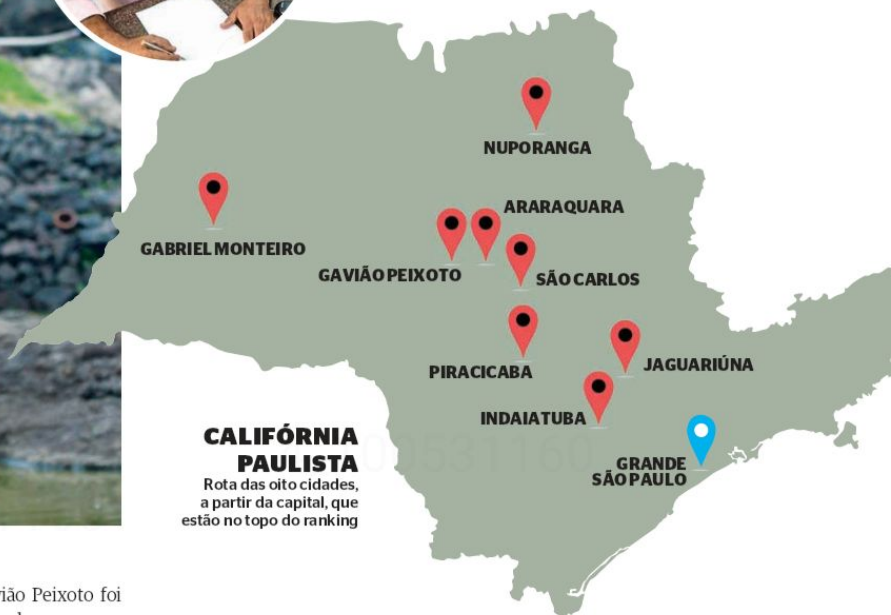 NUPORANGA
ARARAQUARA
GABRIEL MONTEIRO
GAVIÃO PEIXOTO
SÃO CARLOS
PIRACICABA
JAGUARIÚNA
INDAIATUBA
GRANDE
SÃO PAULO
CALIFÓRNIA
PAULISTA
Rota das oito cidades,
a partir da capital, que
estão no topo do ranking
vião Peixoto foi